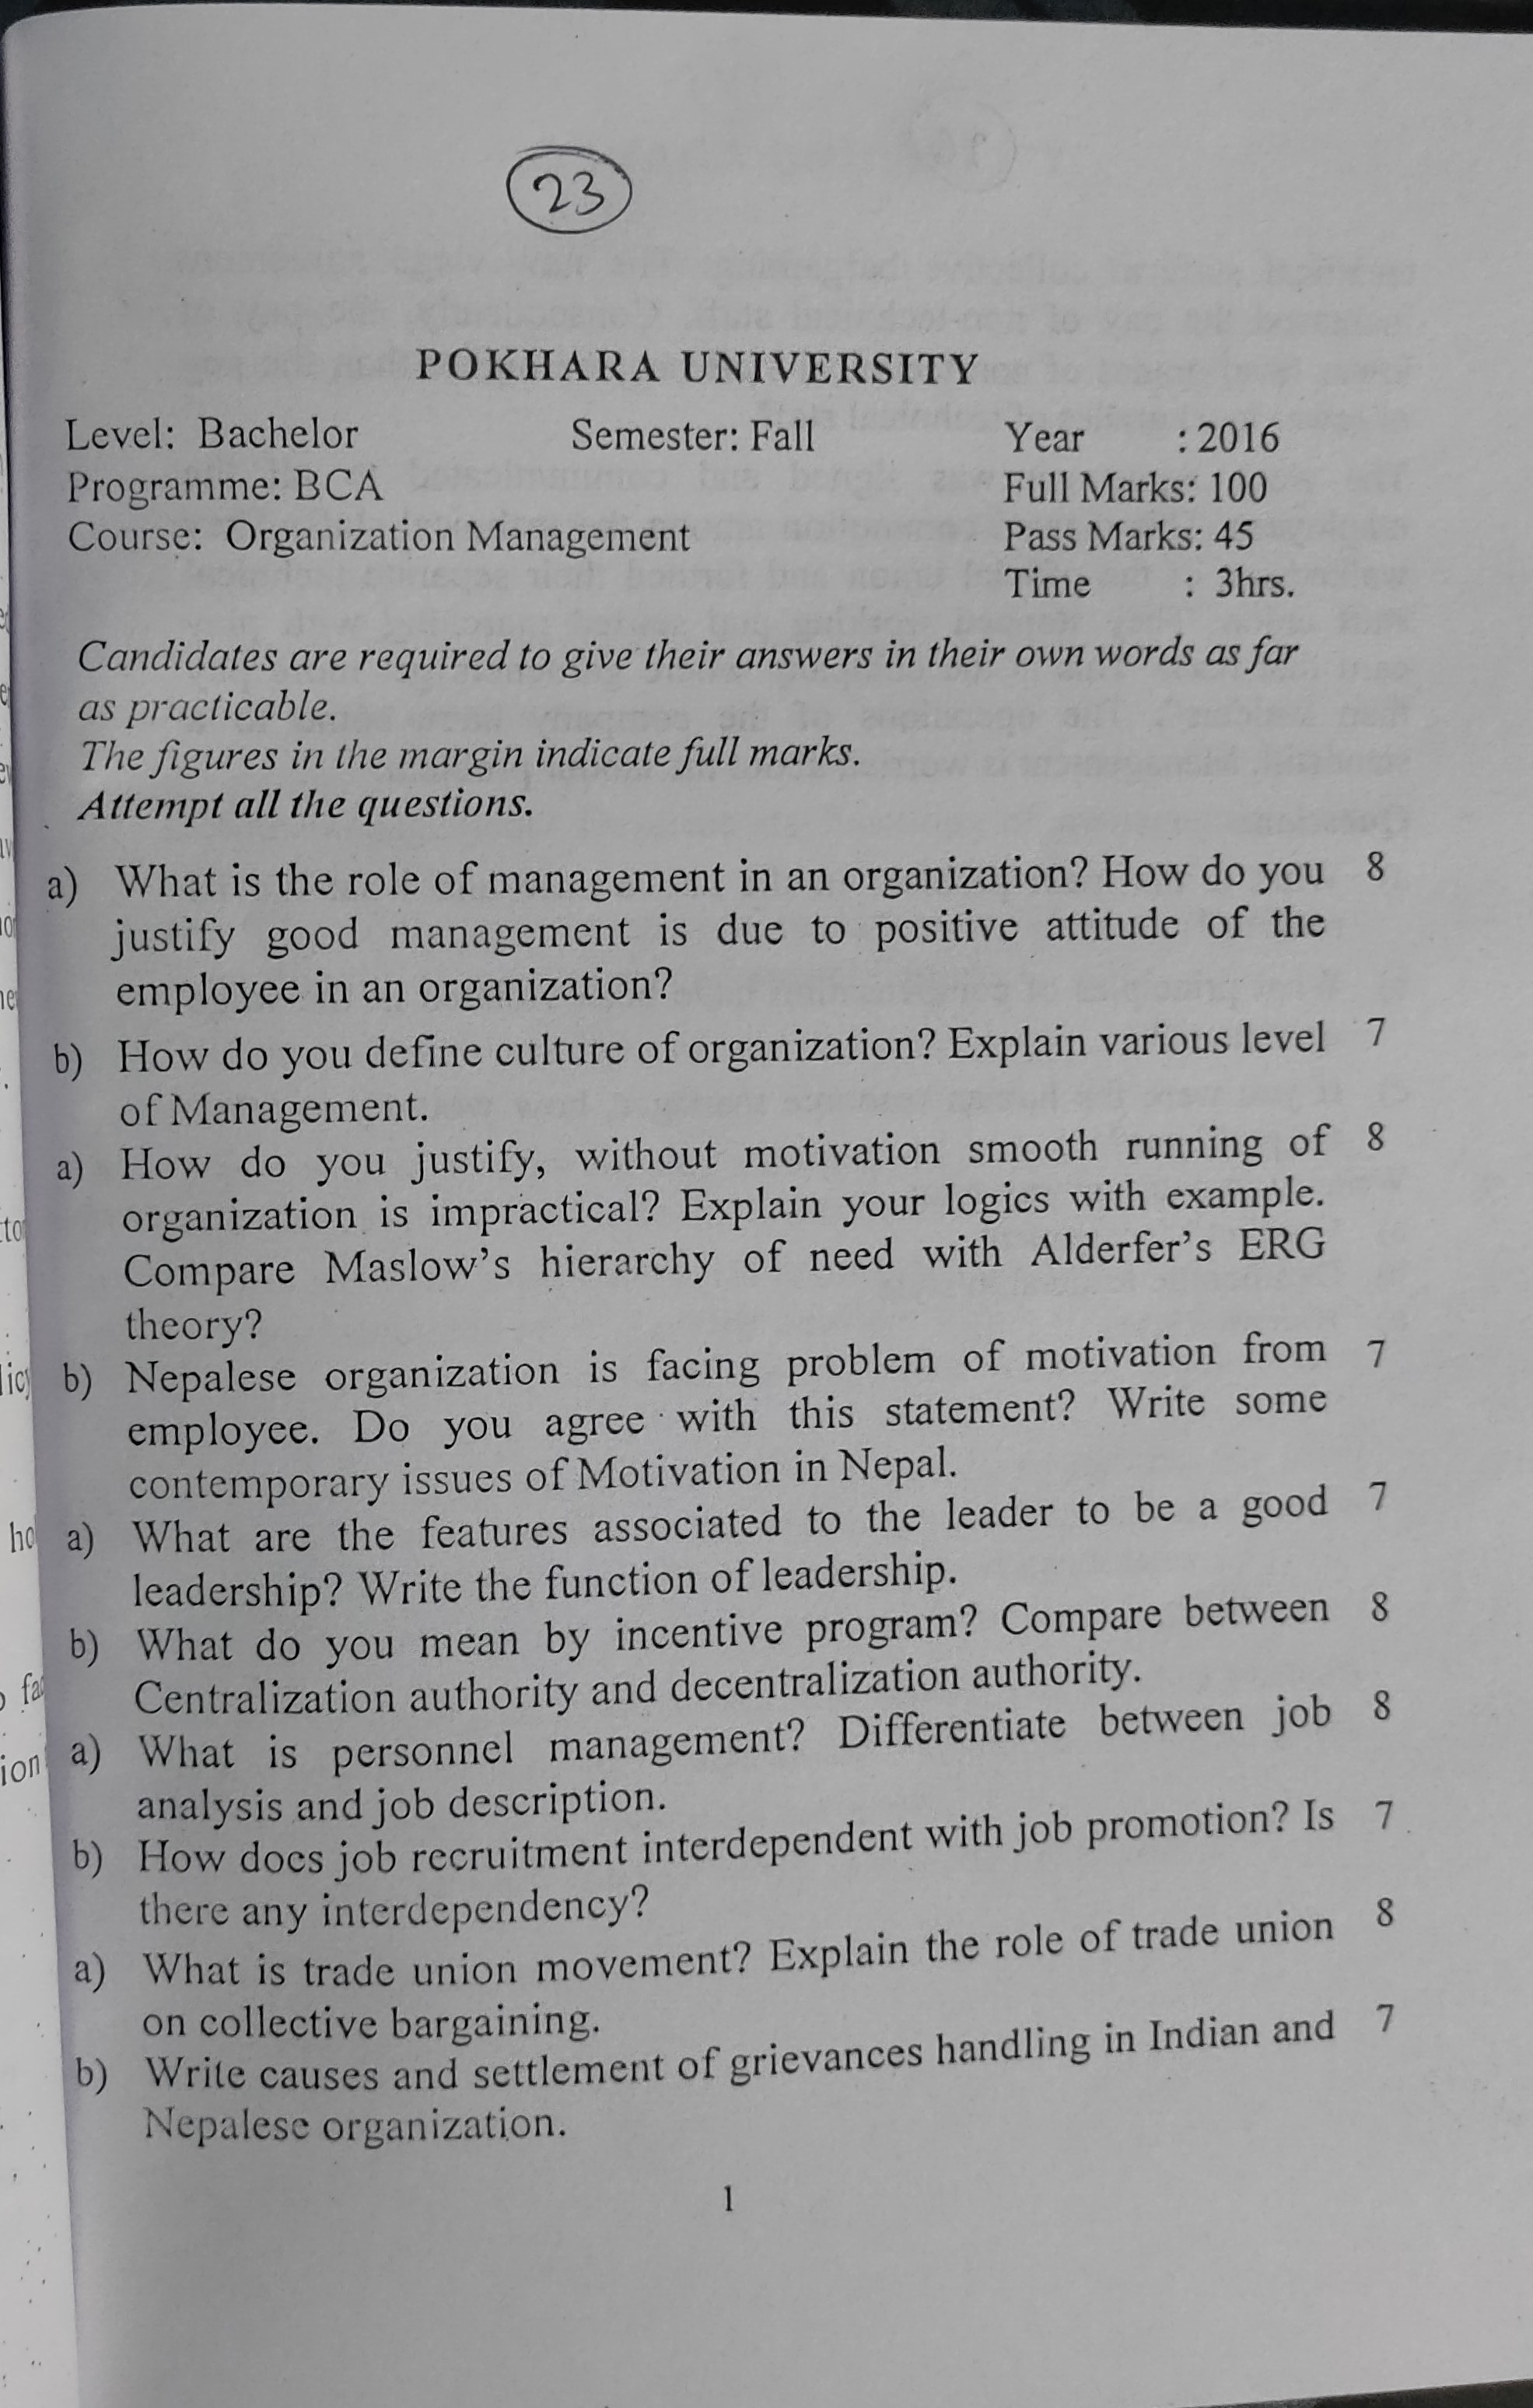 23
POKHARA UNIVERSITY
Level: Bachelor Semester: Fall Year : 2016
Programme: BCA Full Marks: 100
Course: Organization Management Pass Marks: 45
Time : 3hrs.
Candidates are required to give their answers in their own words as far
as practicable.
The figures in the margin indicate full marks.
Attempt all the questions.
a) What is the role of management in an organization? How do you 8
justify good management is due to positive attitude of the
employee in an organization?
b) How do you define culture of organization? Explain various level 7
of Management.
a) How do you justify, without motivation smooth running of 8
organization is impractical? Explain your logics with example.
Compare Maslow's hierarchy of need with Alderfer's ERG
theory?
b) Nepalese organization is facing problem of motivation from 7
employee. Do you agree with this statement? Write some
contemporary issues of Motivation in Nepal.
a) What are the features associated to the leader to be a good 7
leadership? Write the function of leadership.
b) What do you mean by incentive program? Compare between 8
Centralization authority and decentralization authority.
a) What is personnel management? Differentiate between job 8
analysis and job description.
b) How does job recruitment interdependent with job promotion? Is 7
there any interdependency?
a) What is trade union movement? Explain the role of trade union 8
on collective bargaining.
b) Write causes and settlement of grievances handling in Indian and 7
Nepalese organization.
1